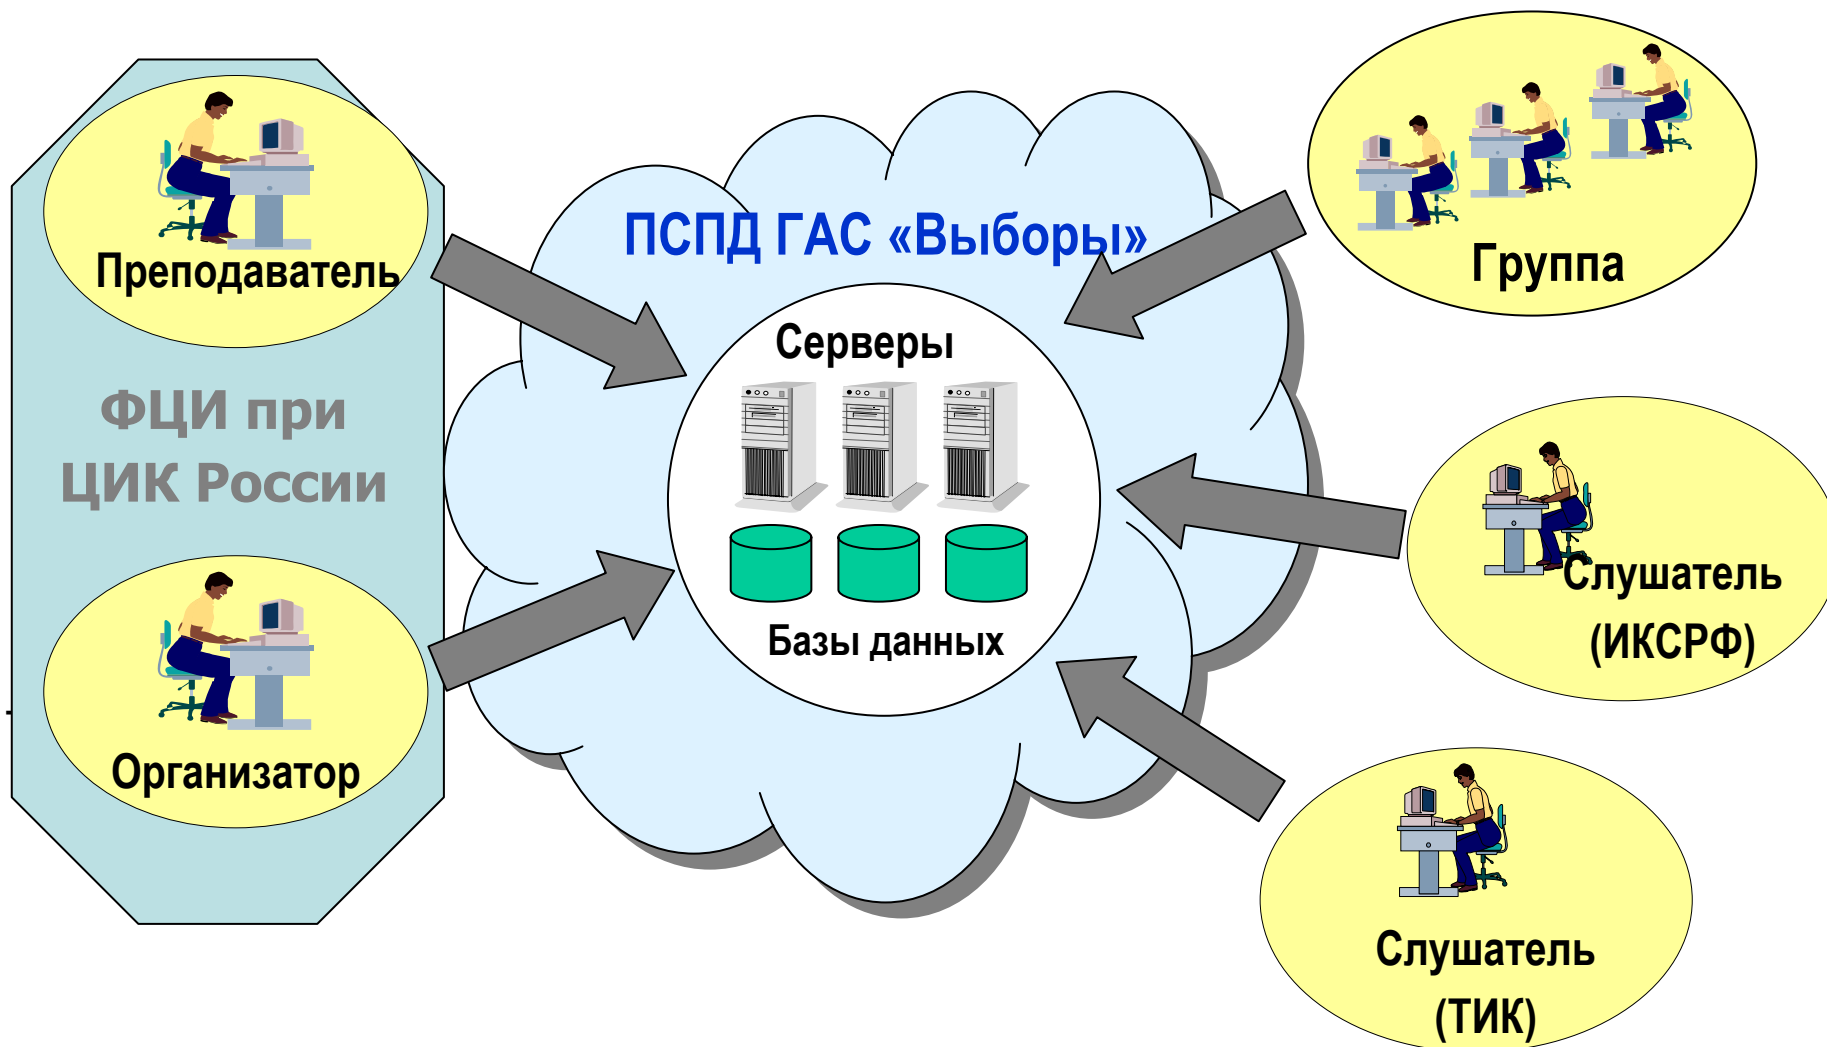 Преподаватель
ФЦИ при
ЦИК России
Организатор
ПСПД ГАС «Выборы»
Серверы
Базы данных
Группа
Слушатель
(ИКСРФ)
Слушатель
(ТИК)